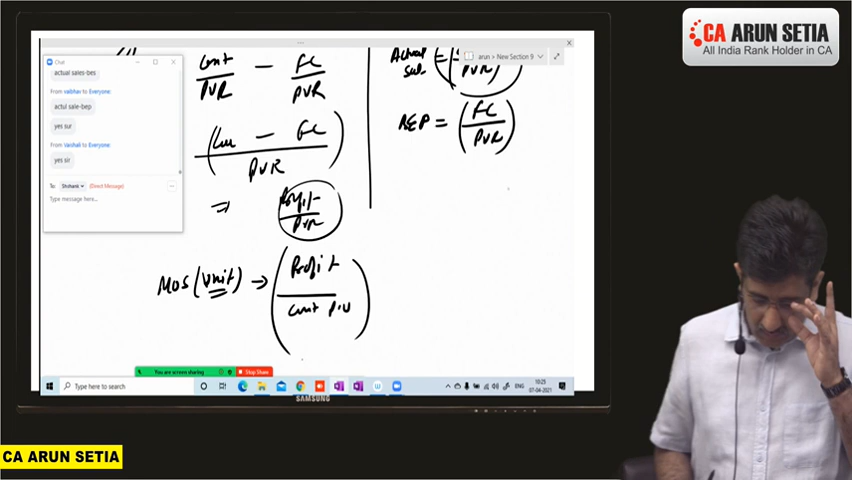 CA ARUN SETIA
All India Rank Holder in CA
arun > New Section 9
Chat
actual sales-bes
From vaibhav to Everyone:
actul sale-bep
yes sur
From Vaishali to Everyone:
yes sir
To: Shihank (Direct Message)
Type message here...
Cont
PVR
—
FC
PVR
— FC
PVR
⇒ Profit
PVR
MOS (Unit) → Profit
Cont P.U
Actual
Sal. =
PVR
BEP = FC
PVR
You are screen sharing
Stop Share
Type here to search
ENG
10:25
07-04-2021
SAMSUNG
CA ARUN SETIA